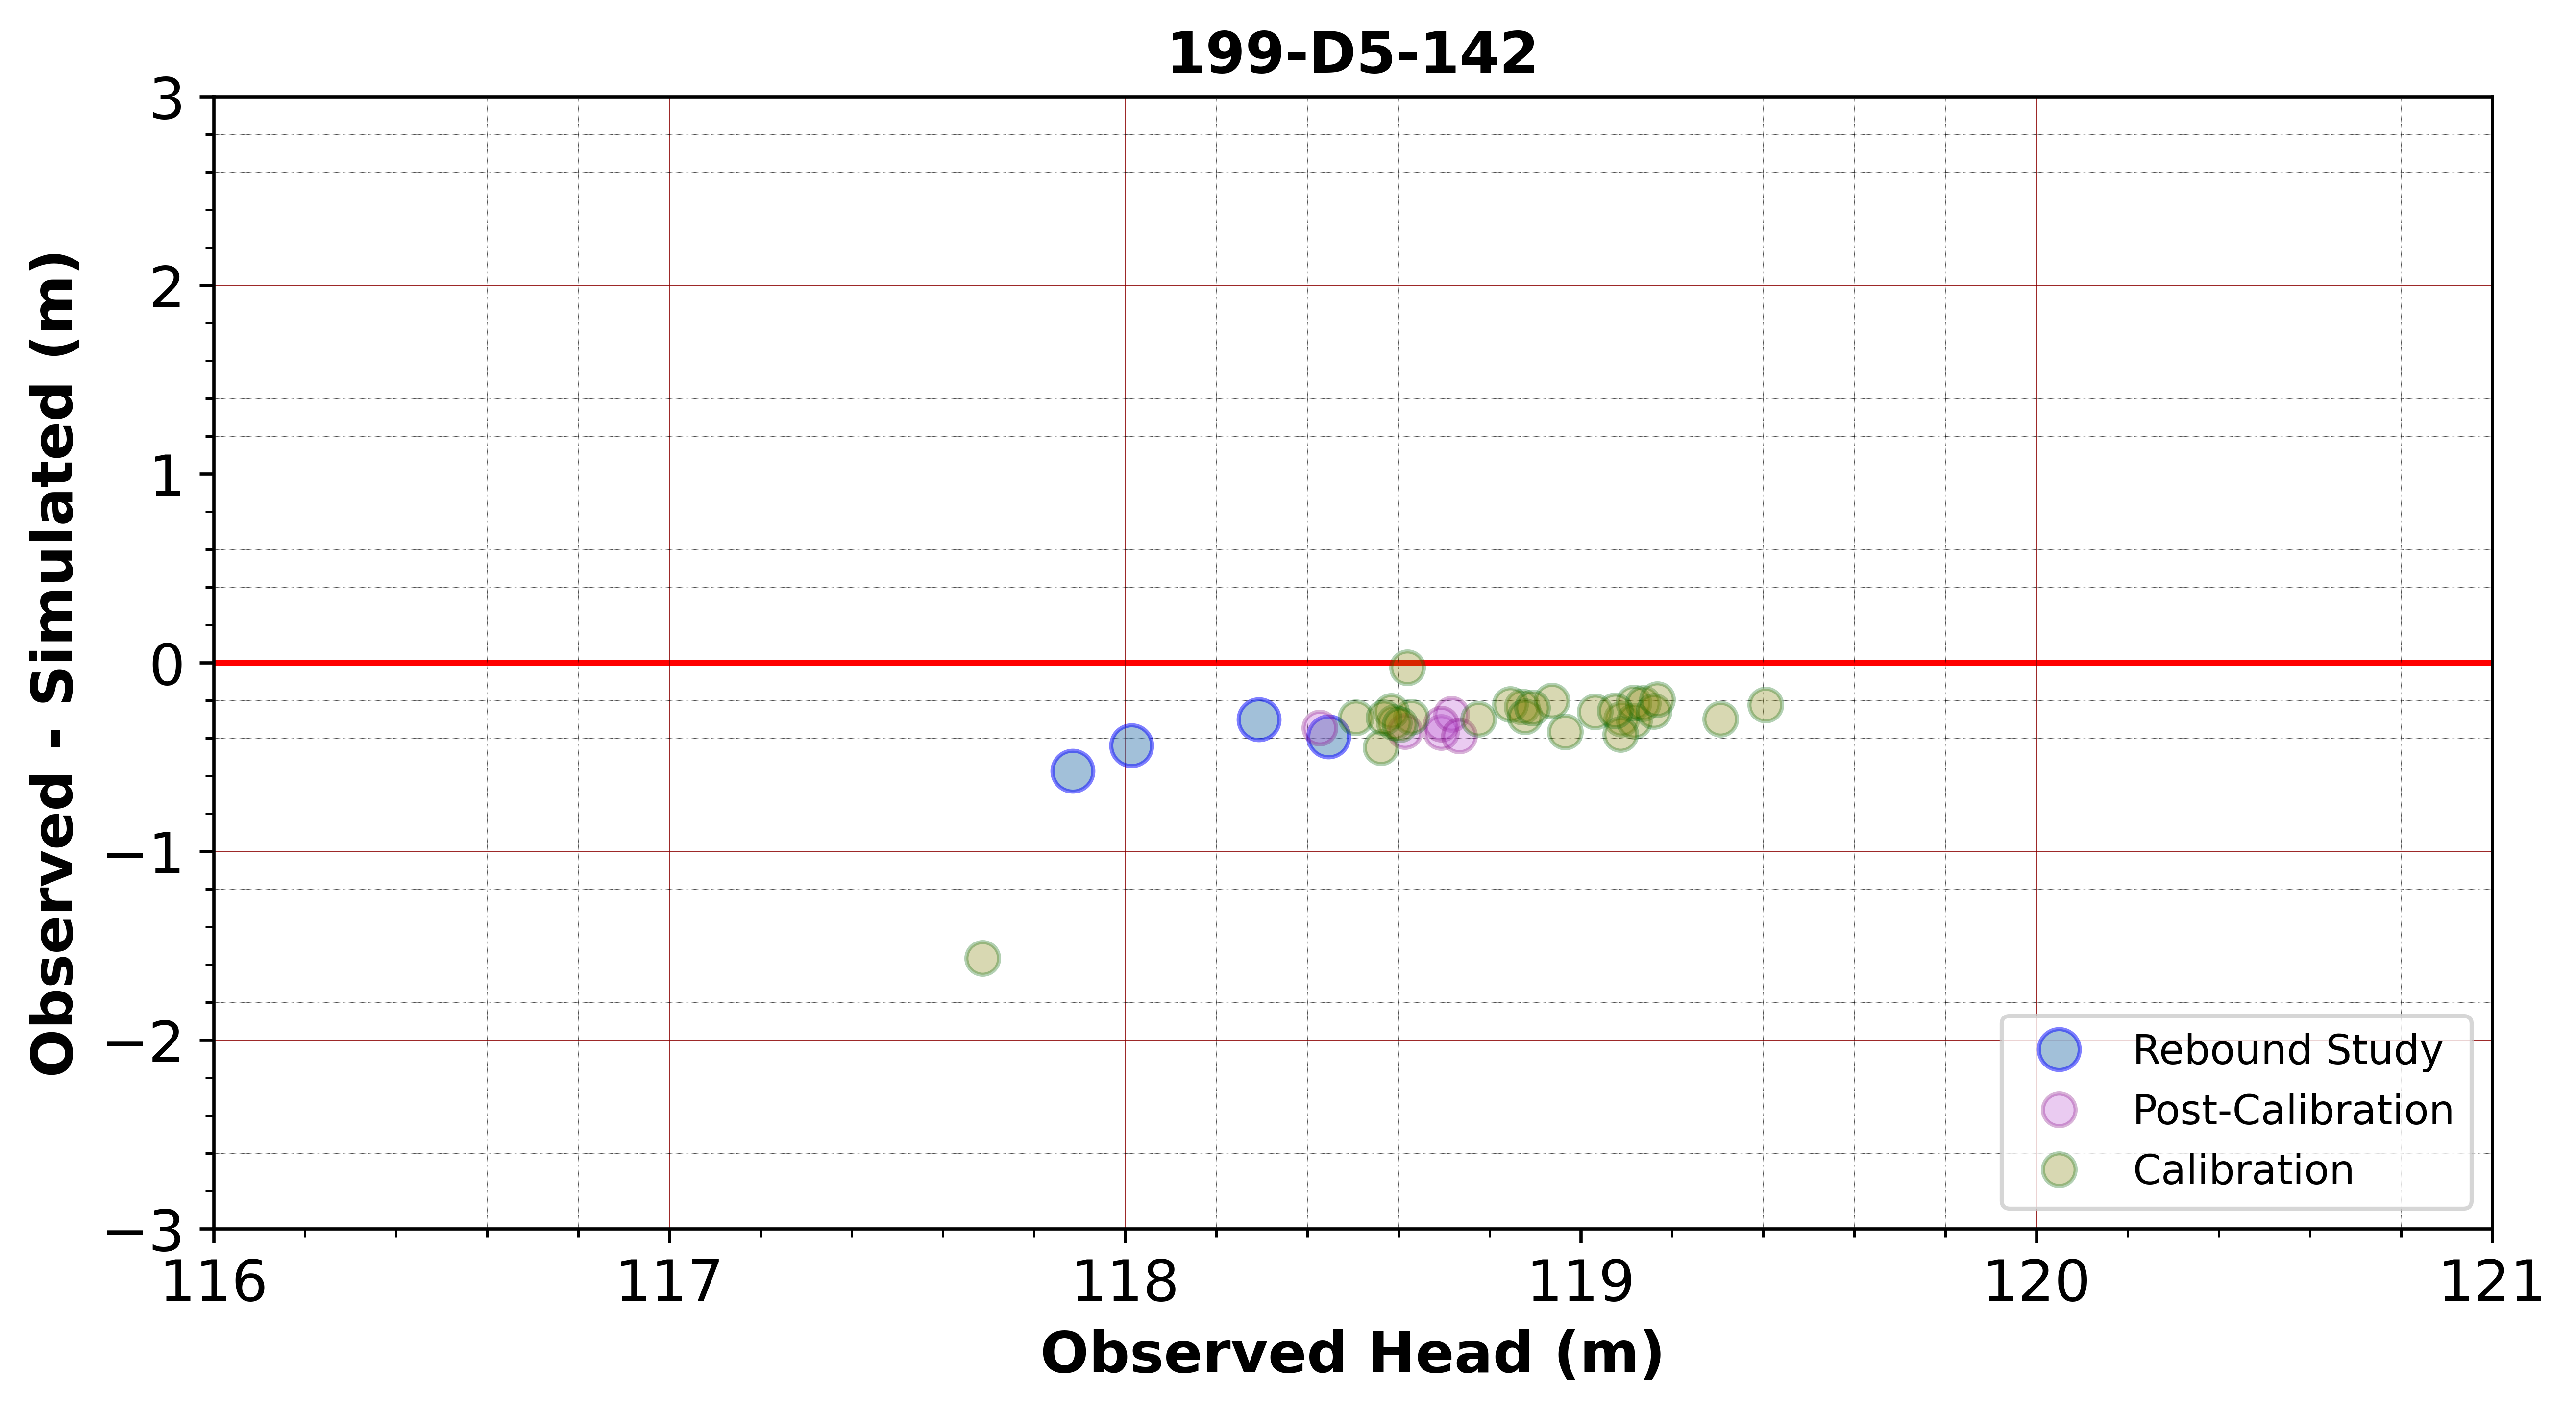 199-D5-142
3
2
1
0
−1
−2
−3
Observed - Simulated (m)
Rebound Study
Post-Calibration
Calibration
116 117 118 119 120 121
Observed Head (m)